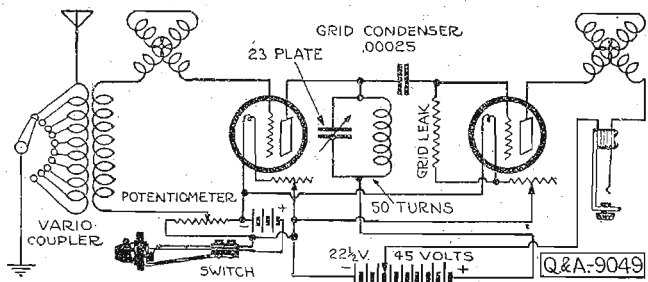 GRID CONDENSER
.00025
23 PLATE
GRID LEAK
POTENTIOMETER
50 TURNS
VARIO-
COUPLER
SWITCH
- +
22½V. 45 VOLTS
- +
Q&A-9049